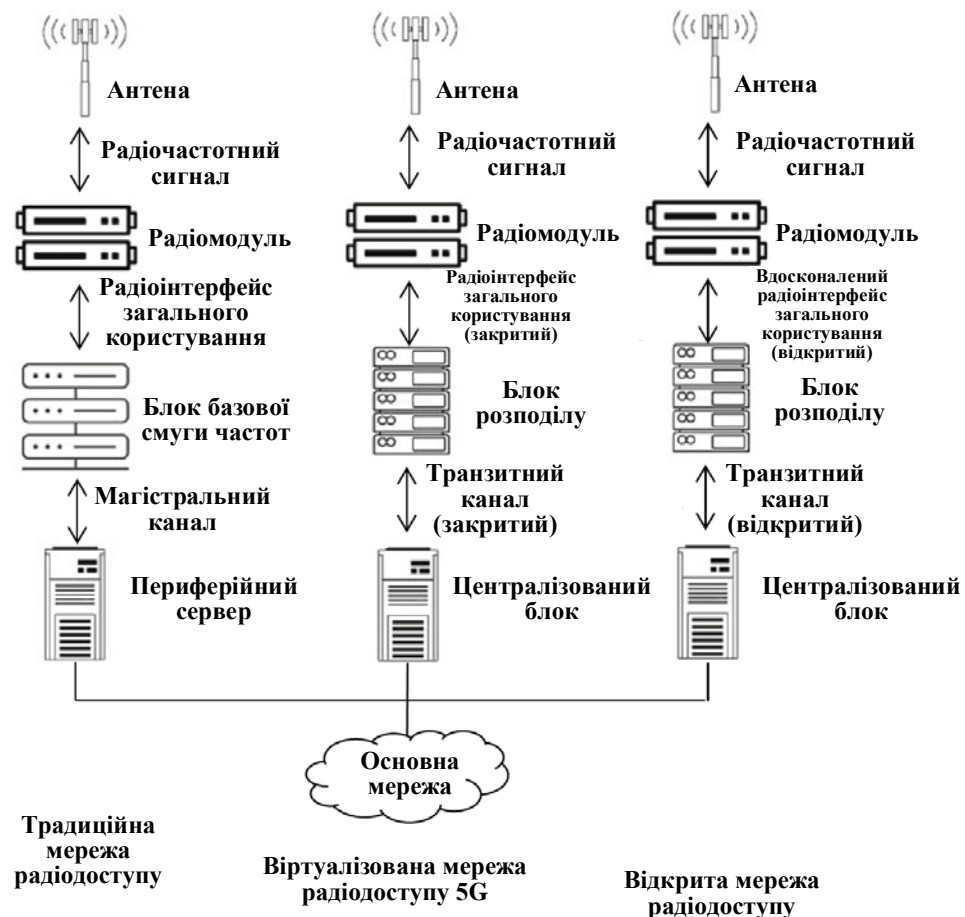 Антена
Радіочастотний
сигнал
Радіомодуль
Радіоінтерфейс
загального
користування
Блок базової
смуги частот
Магістральний
канал
Периферійний
сервер
Традиційна
мережа
радіодоступу
Антена
Радіочастотний
сигнал
Радіомодуль
Радіоінтерфейс
загального
користування
(закритий)
Блок
розподілу
Транзитний
канал
(закритий)
Централізований
блок
Основна
мережа
Віртуалізована мережа
радіодоступу 5G
Антена
Радіочастотний
сигнал
Радіомодуль
Вдосконалений
радіоінтерфейс
загального
користування
(відкритий)
Блок
розподілу
Транзитний
канал
(відкритий)
Централізований
блок
Відкрита мережа
радіодоступу